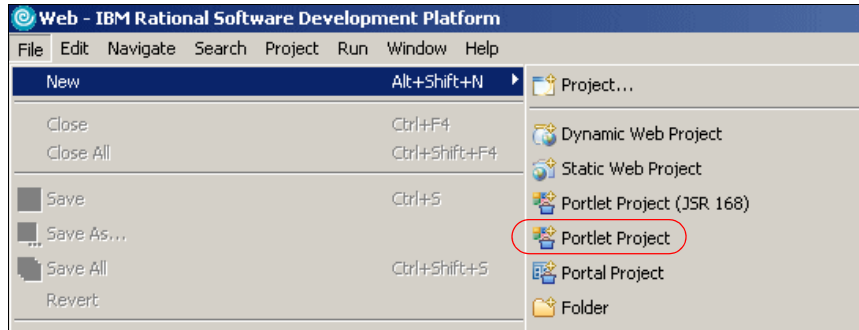 Web - IBM Rational Software Development Platform
File Edit Navigate Search Project Run Window Help
New Alt+Shift+N
Close Ctrl+F4
Close All Ctrl+Shift+F4
Save Ctrl+S
Save As...
Save All Ctrl+Shift+S
Revert
Project...
Dynamic Web Project
Static Web Project
Portlet Project (JSR 168)
Portlet Project
Portal Project
Folder